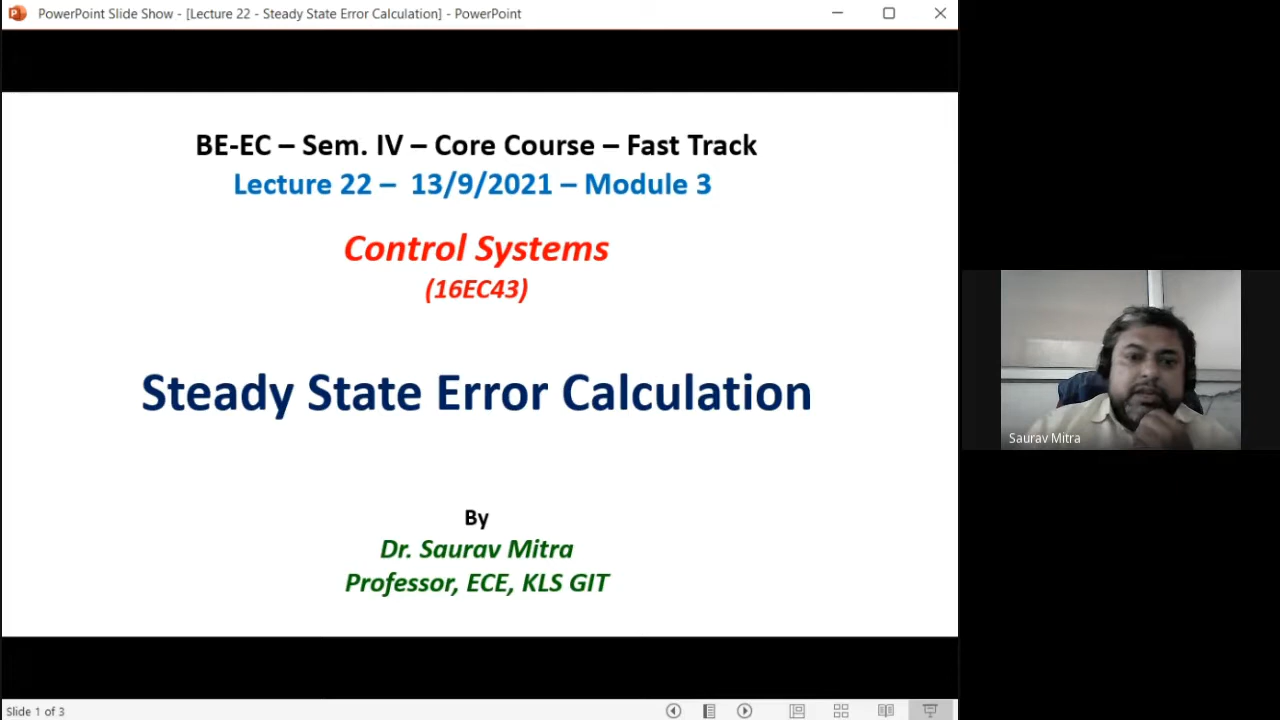 PowerPoint Slide Show - [Lecture 22 - Steady State Error Calculation] - PowerPoint
BE-EC – Sem. IV – Core Course – Fast Track
Lecture 22 – 13/9/2021 – Module 3
Control Systems
(16EC43)
Steady State Error Calculation
By
Dr. Saurav Mitra
Professor, ECE, KLS GIT
Saurav Mitra
Slide 1 of 3